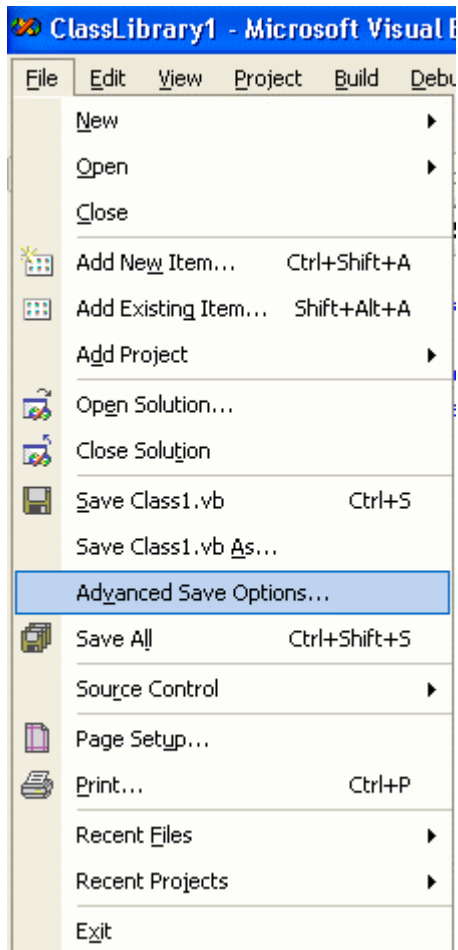 ClassLibrary1 - Microsoft Visual
File Edit View Project Build Debu
New
Open
Close
Add New Item... Ctrl+Shift+A
Add Existing Item... Shift+Alt+A
Add Project
Open Solution...
Close Solution
Save Class1.vb Ctrl+S
Save Class1.vb As...
Advanced Save Options...
Save All Ctrl+Shift+S
Source Control
Page Setup...
Print... Ctrl+P
Recent Files
Recent Projects
Exit